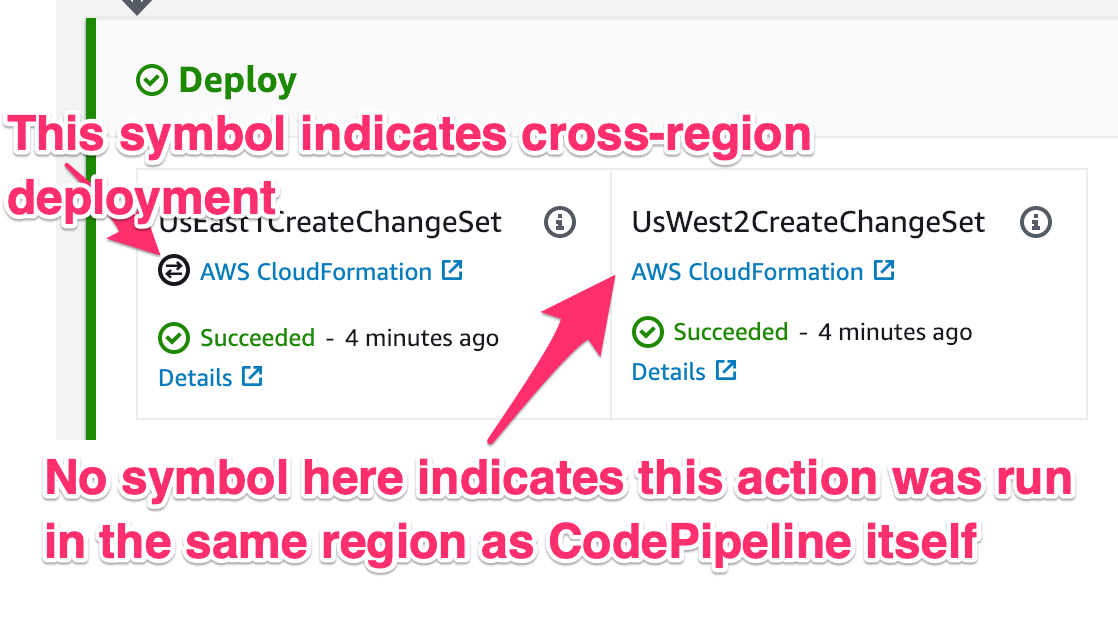 Deploy
This symbol indicates cross-region
deployment
UsEast1CreateChangeSet
UsWest2CreateChangeSet
AWS CloudFormation
AWS CloudFormation
Succeeded - 4 minutes ago
Succeeded - 4 minutes ago
Details
Details
No symbol here indicates this action was run
in the same region as CodePipeline itself